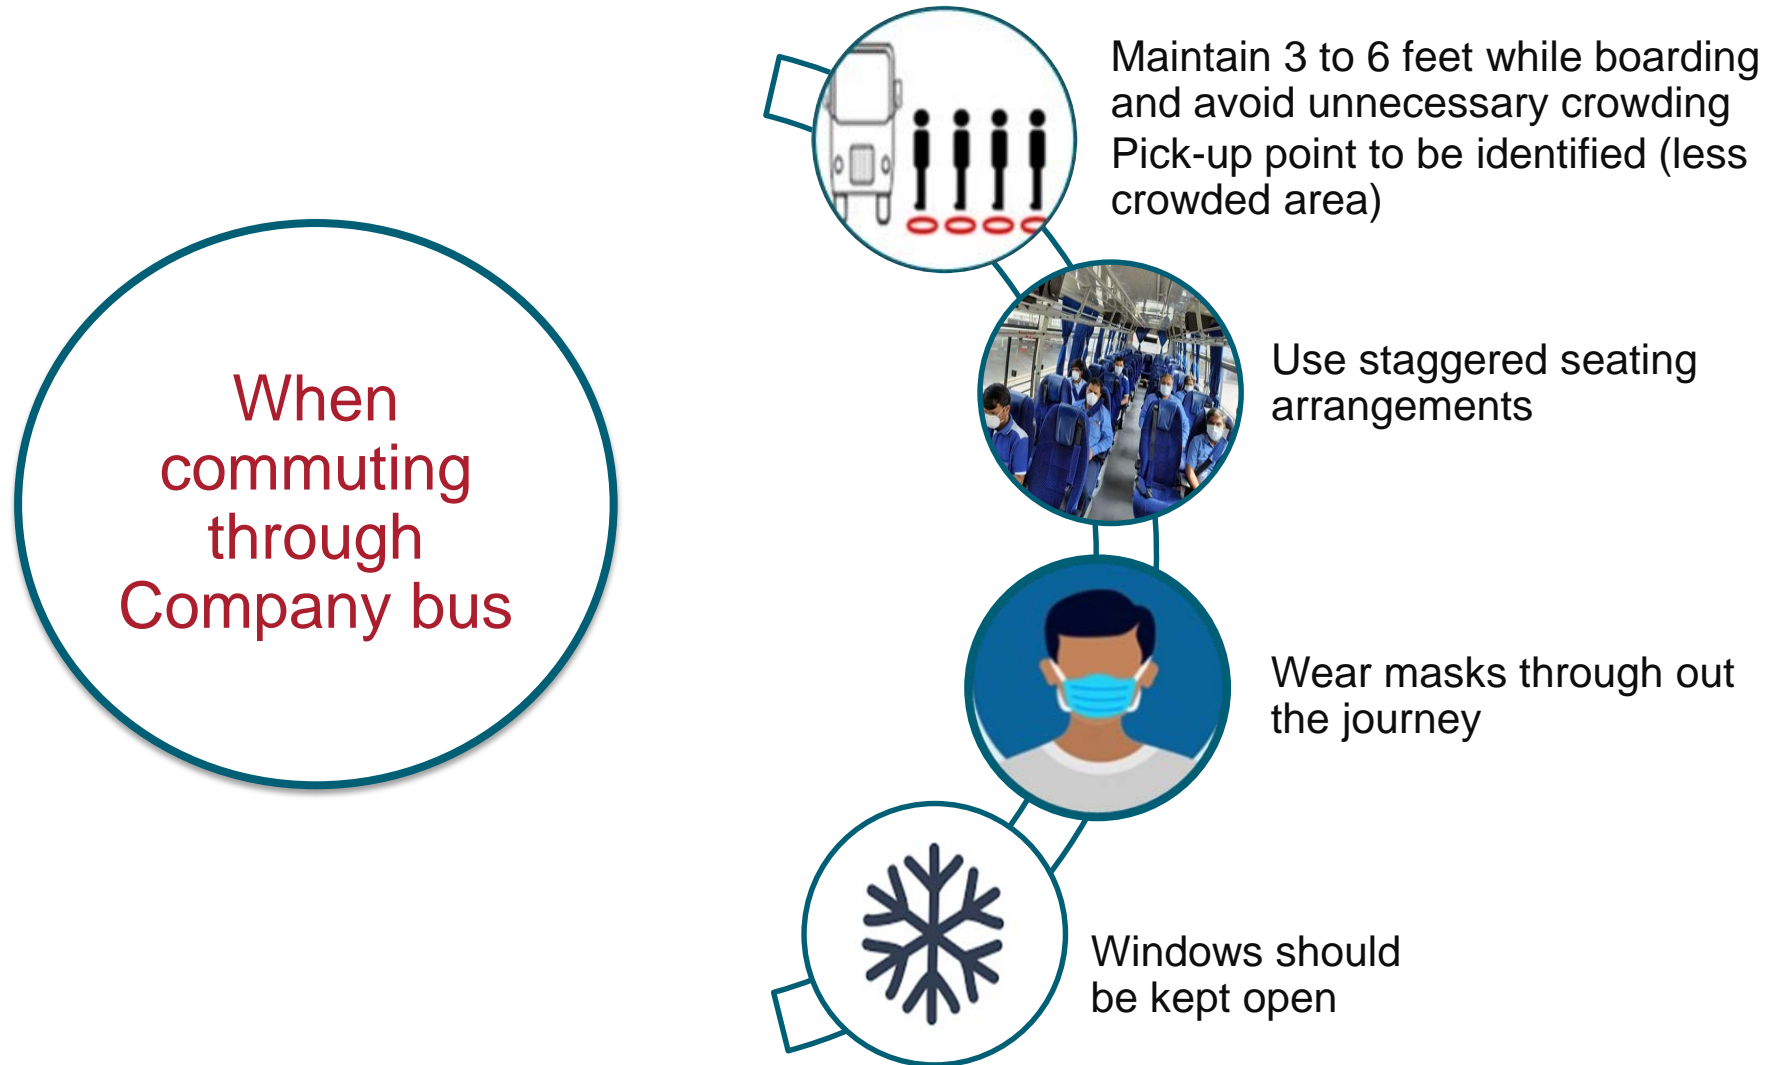 When
commuting
through
Company bus
Maintain 3 to 6 feet while boarding
and avoid unnecessary crowding
Pick-up point to be identified (less
crowded area)
Use staggered seating
arrangements
Wear masks through out
the journey
Windows should
be kept open